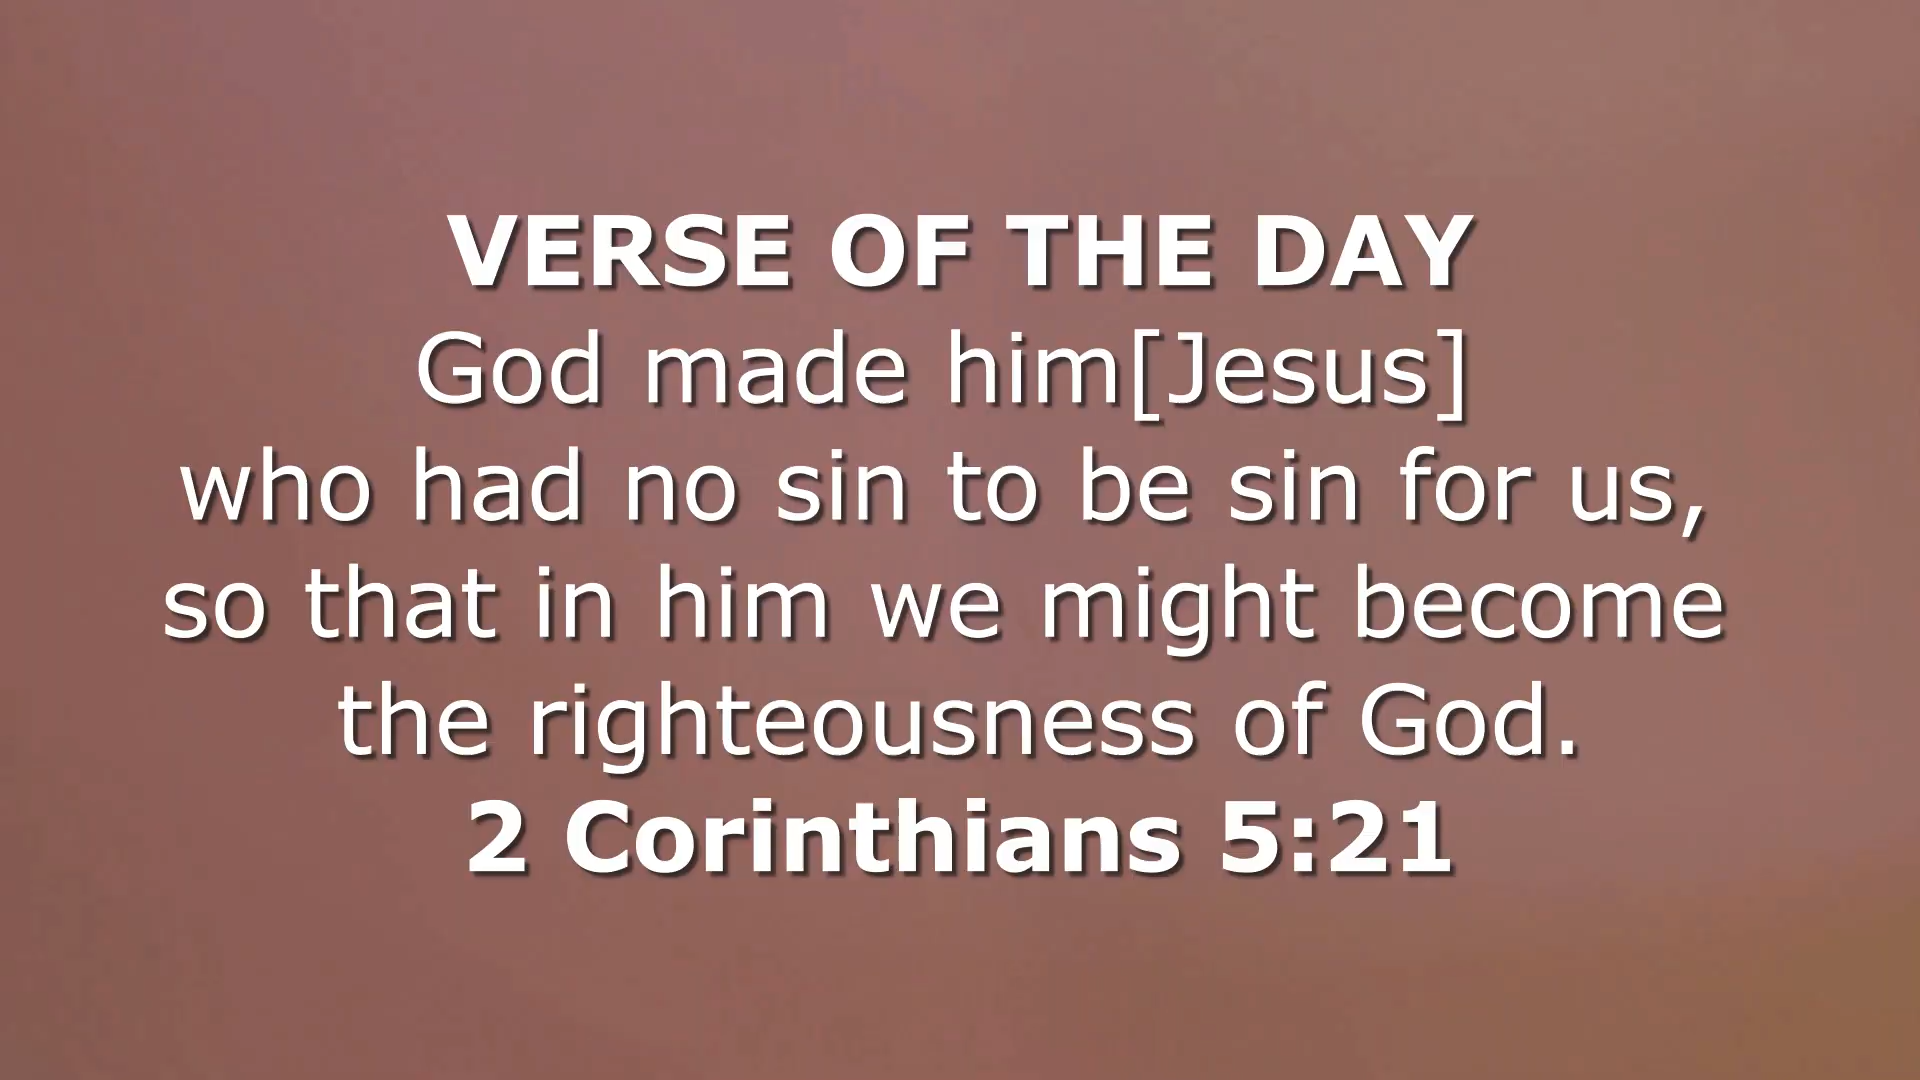 VERSE OF THE DAY
God made him[Jesus]
who had no sin to be sin for us,
so that in him we might become
the righteousness of God.
2 Corinthians 5:21